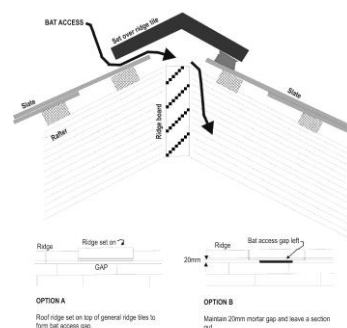 BAT ACCESS
Set over ridge tile
Slate
Rafter
Ridge board
Slate
Ridge
Ridge set on
GAP
Ridge
Bat access gap left
20mm
OPTION A
Roof ridge set on top of general ridge tiles to
form bat access gap
OPTION B
Maintain 20mm mortar gap and leave a section
out